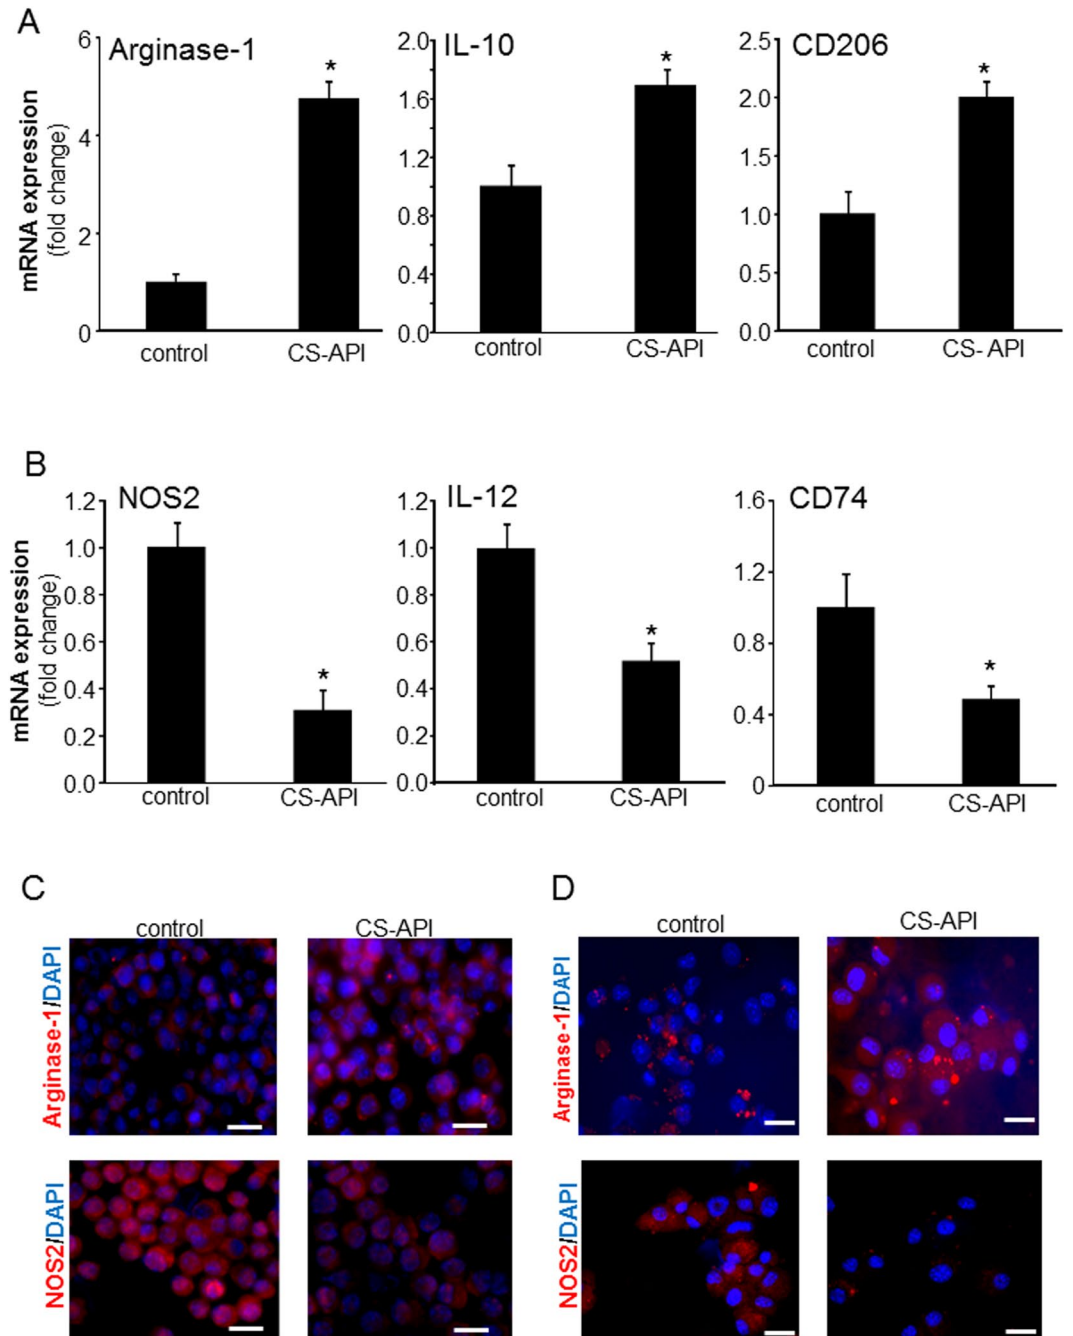 A
Arginase-1
IL-10
CD206
mRNA expression
(fold change)
6
4
2
0
*
control
CS-API
2.0
1.6
1.2
0.8
0.4
0.0
*
control
CS-API
2.5
2.0
1.5
1.0
0.5
0.0
*
control
CS- API
B
NOS2
IL-12
CD74
mRNA expression
(fold change)
1.2
1.0
0.8
0.6
0.4
0.2
0.0
*
control
CS-API
1.2
1.0
0.8
0.6
0.4
0.2
0.0
*
control
CS-API
1.6
1.2
0.8
0.4
0
*
control
CS-API
C
control
CS-API
Arginase-1/DAPI
NOS2/DAPI
D
control
CS-API
Arginase -1/DAPI
NOS2/DAPI